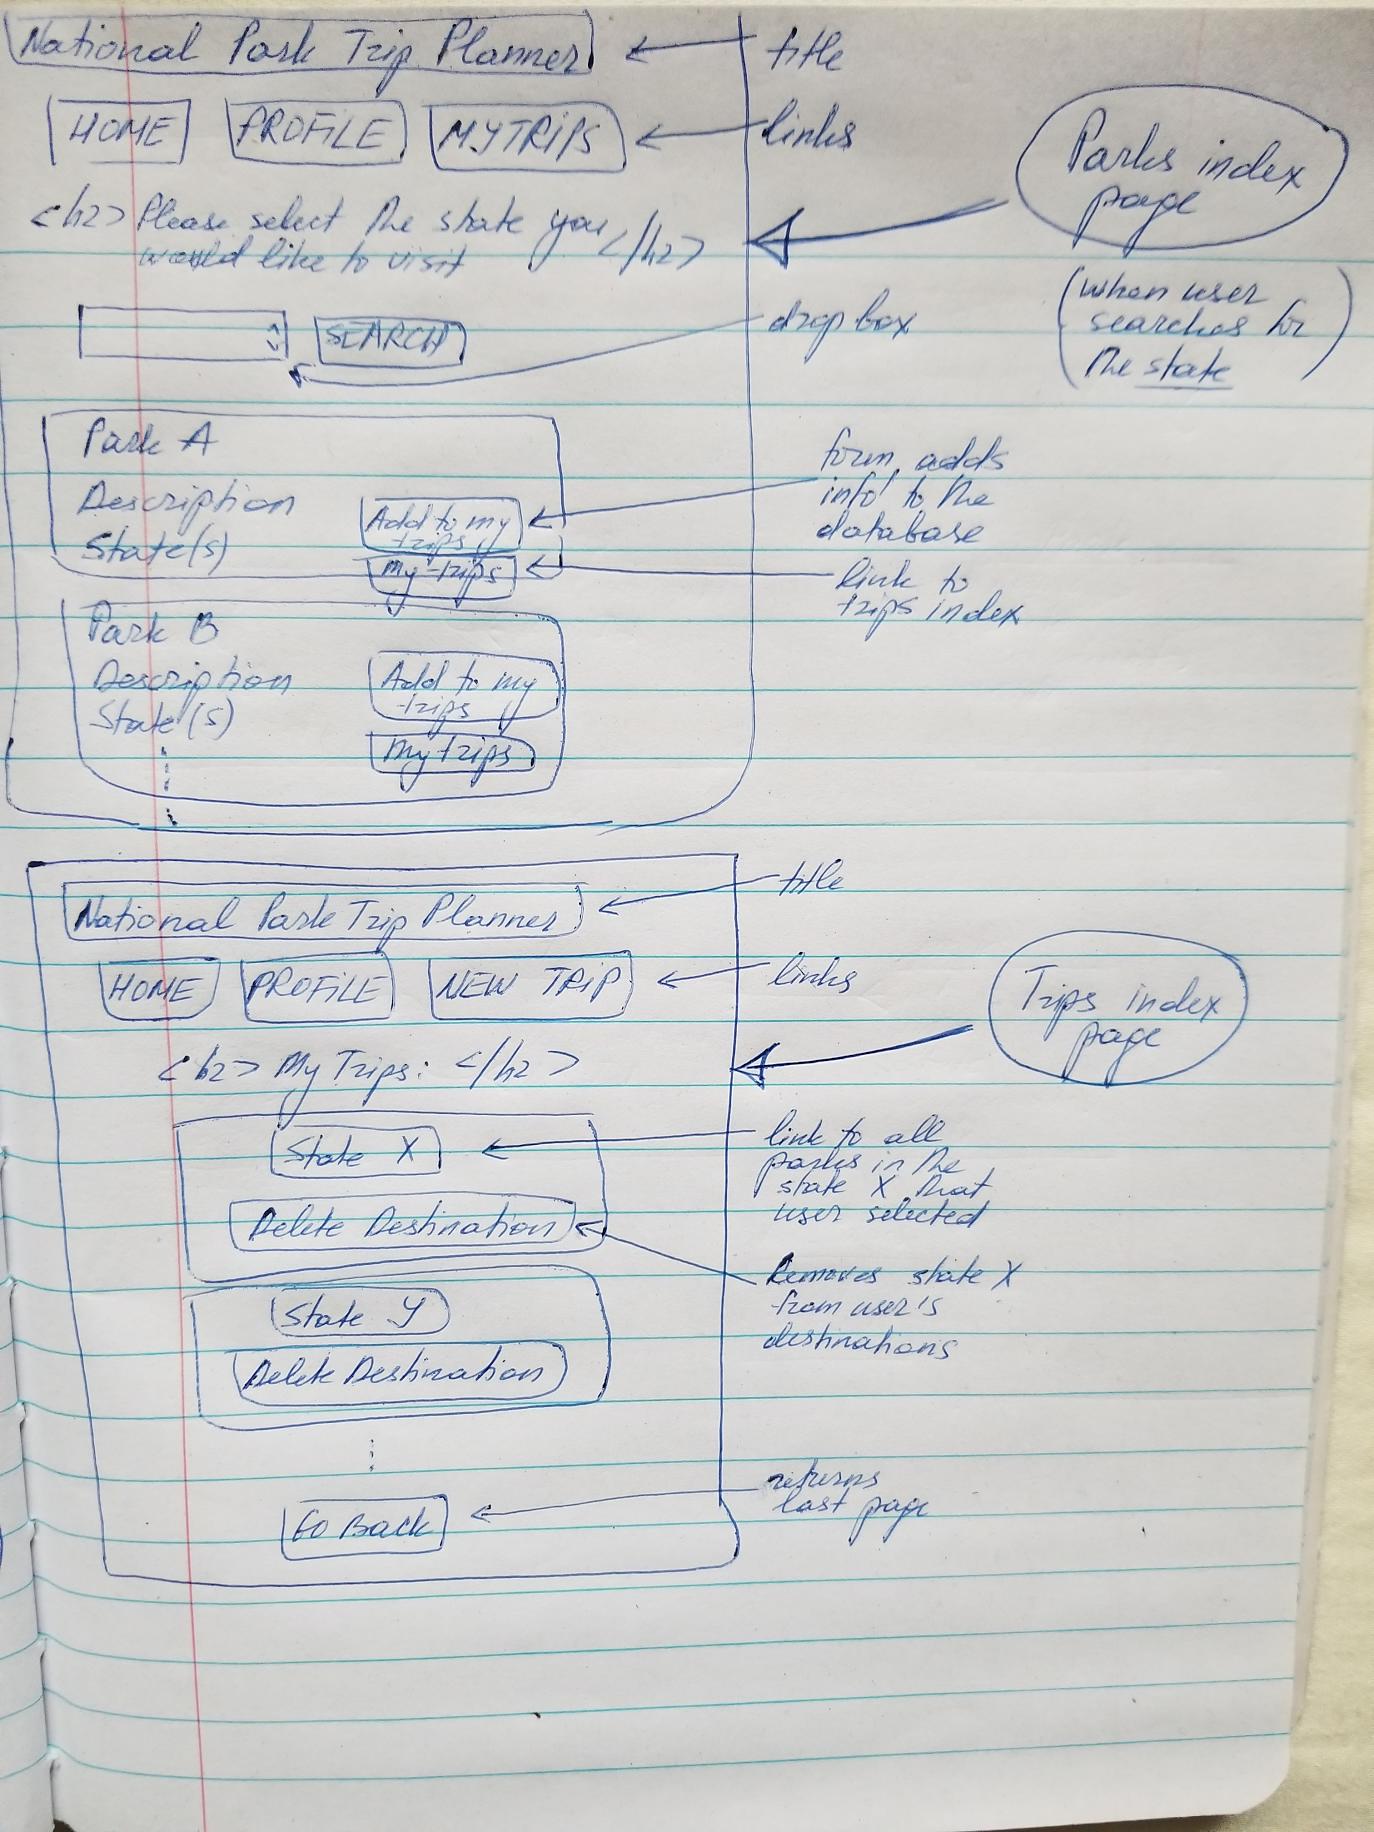 National Park Trip Planner
title
HOME PROFILE MY TRIPS
links
Parks index
page
<h2> Please select the state you </h2>
would like to visit
(when user
searches for
the state)
SEARCH
drop box
Park A
Description
State(s)
Add to my
trips
My trips
form adds
info to the
database
link to
trips index
Park B
Description
State(s)
Add to my
trips
My trips
National Park Trip Planner
title
HOME PROFILE NEW TRIP
links
Trips index
page
<h2> My Trips: </h2>
State X
link to all
parks in the
state X that
user selected
Delete Destination
Removes state X
from user's
destinations
State Y
Delete Destination
Go Back
returns
last page